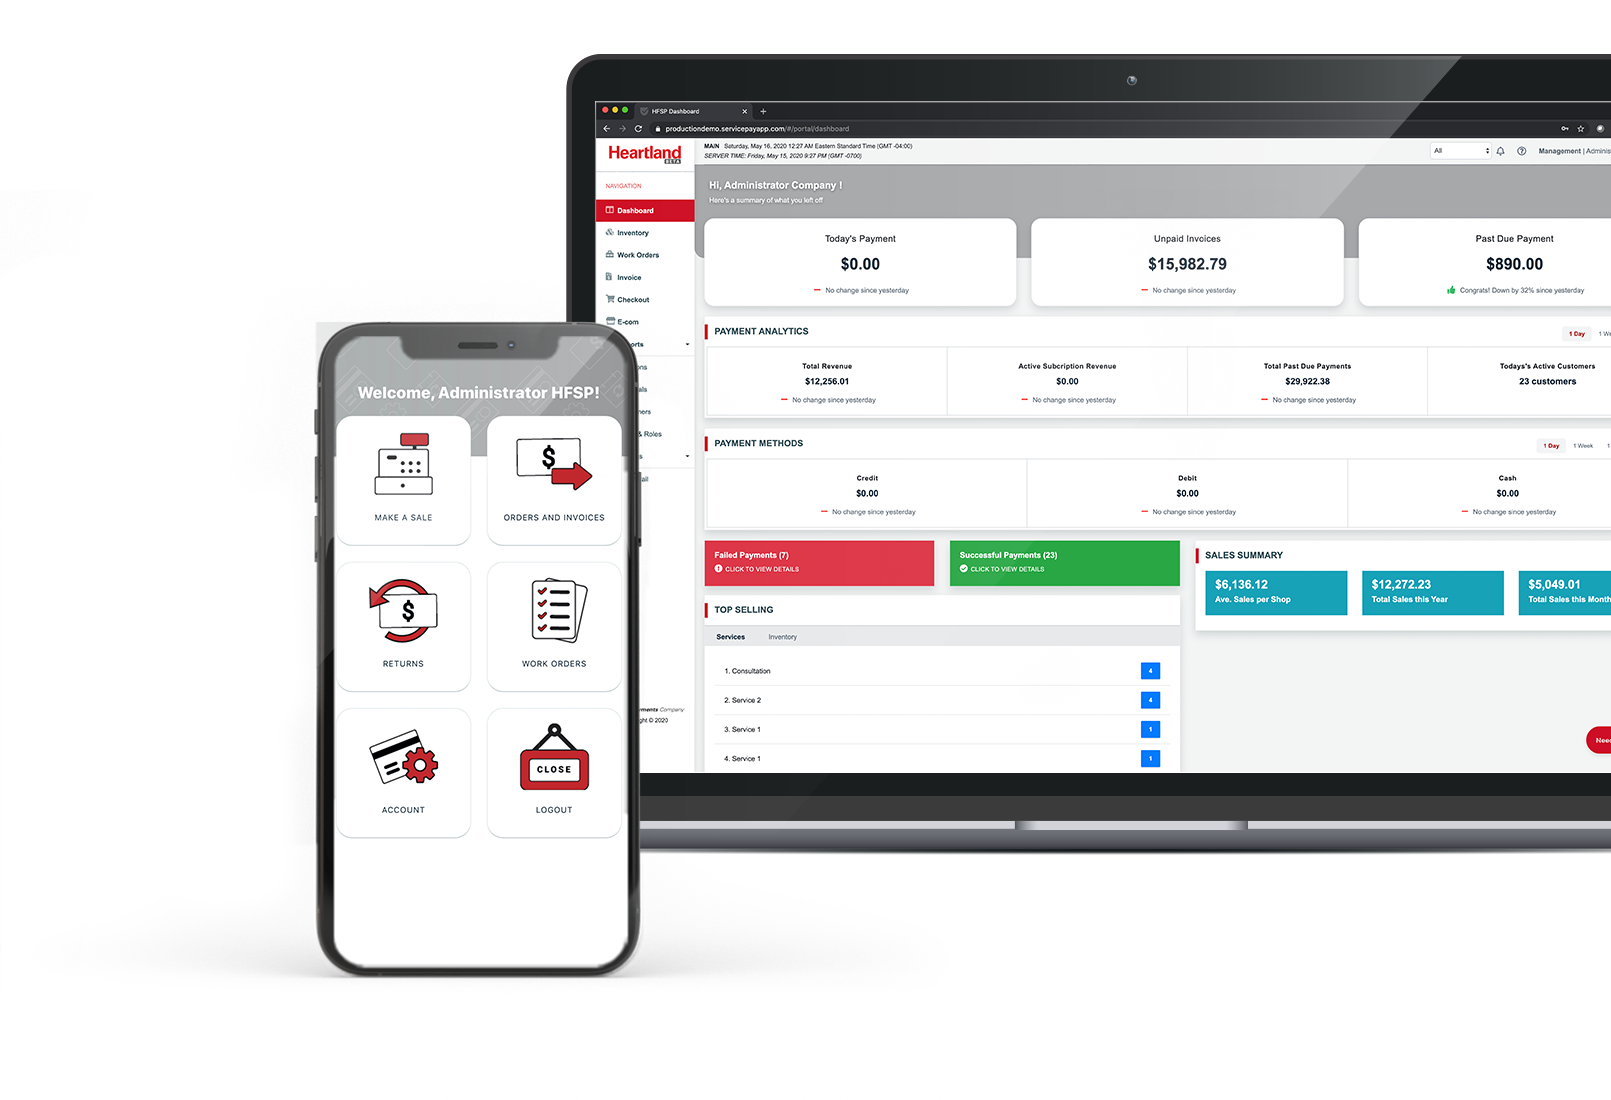 HFSP Dashboard
productiondemo.servicepayapp.com/#/portal/dashboard
Heartland
BETA
MAIN Saturday, May 16, 2020 12:27 AM Eastern Standard Time (GMT -04:00)
SERVER TIME: Friday, May 15, 2020 9:27 PM (GMT -0700)
All
Management | Adminis
NAVIGATION
Dashboard
Inventory
Work Orders
Invoice
Checkout
E-com
orts
ons
als
ners
& Roles
s
ail
ments Company
ght © 2020
Hi, Administrator Company !
Here's a summary of what you left off
Today's Payment
$0.00
No change since yesterday
Unpaid Invoices
$15,982.79
No change since yesterday
Past Due Payment
$890.00
Congrats! Down by 32% since yesterday
PAYMENT ANALYTICS
1 Day 1 We
Total Revenue
$12,256.01
No change since yesterday
Active Subcription Revenue
$0.00
No change since yesterday
Total Past Due Payments
$29,922.38
No change since yesterday
Todays's Active Customers
23 customers
PAYMENT METHODS
1 Day 1 Week 1
Credit
$0.00
No change since yesterday
Debit
$0.00
No change since yesterday
Cash
$0.00
No change since yesterday
Failed Payments (7)
CLICK TO VIEW DETAILS
Successful Payments (23)
CLICK TO VIEW DETAILS
SALES SUMMARY
$6,136.12
Ave. Sales per Shop
$12,272.23
Total Sales this Year
$5,049.01
Total Sales this Month
TOP SELLING
Services Inventory
1. Consultation 4
2. Service 2 4
3. Service 1 1
4. Service 1 1
Need
Welcome, Administrator HFSP!
MAKE A SALE
$
ORDERS AND INVOICES
$
RETURNS
WORK ORDERS
ACCOUNT
CLOSE
LOGOUT